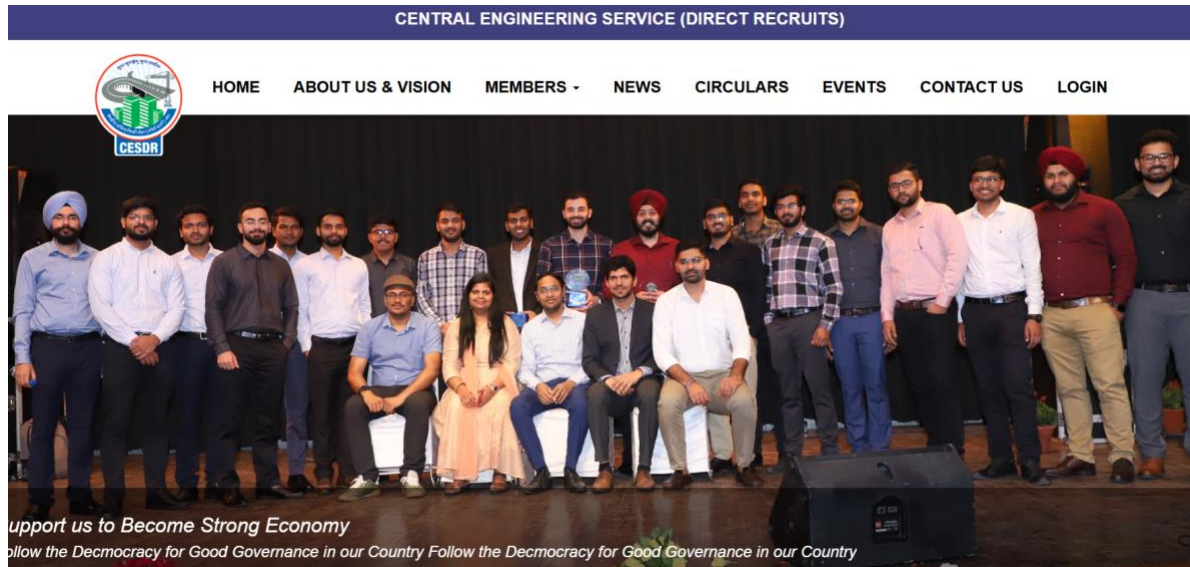 CENTRAL ENGINEERING SERVICE (DIRECT RECRUITS)
HOME ABOUT US & VISION MEMBERS NEWS CIRCULARS EVENTS CONTACT US LOGIN
CESDR
upport us to Become Strong Economy
ollow the Decmocracy for Good Governance in our Country Follow the Decmocracy for Good Governance in our Country